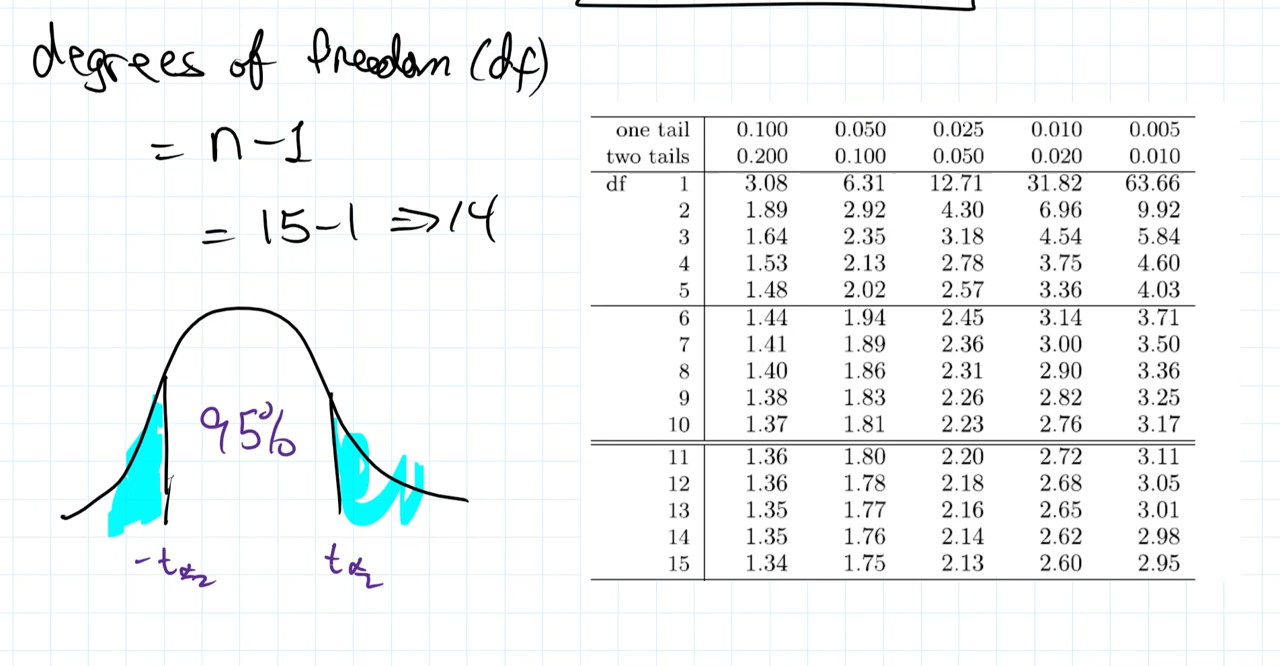 degrees of freedom (df)
= n-1
= 15-1 ⇒ 14
95%
-tα/2
tα/2
one tail 0.100 0.050 0.025 0.010 0.005
two tails 0.200 0.100 0.050 0.020 0.010
df 1 3.08 6.31 12.71 31.82 63.66
2 1.89 2.92 4.30 6.96 9.92
3 1.64 2.35 3.18 4.54 5.84
4 1.53 2.13 2.78 3.75 4.60
5 1.48 2.02 2.57 3.36 4.03
6 1.44 1.94 2.45 3.14 3.71
7 1.41 1.89 2.36 3.00 3.50
8 1.40 1.86 2.31 2.90 3.36
9 1.38 1.83 2.26 2.82 3.25
10 1.37 1.81 2.23 2.76 3.17
11 1.36 1.80 2.20 2.72 3.11
12 1.36 1.78 2.18 2.68 3.05
13 1.35 1.77 2.16 2.65 3.01
14 1.35 1.76 2.14 2.62 2.98
15 1.34 1.75 2.13 2.60 2.95